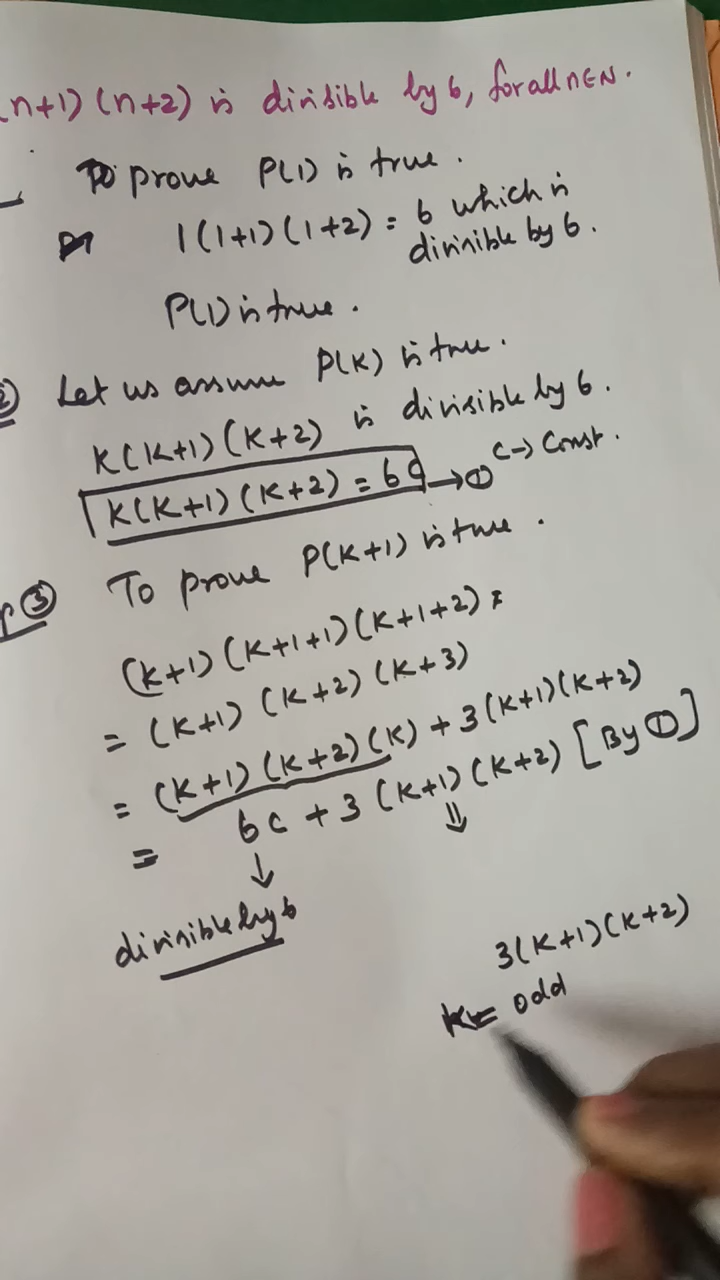 (n+1) (n+2) is divisible by 6, for all n∈N.
To prove P(1) is true.
1(1+1)(1+2) = 6 which is divisible by 6.
P(1) is true.
② Let us assume P(K) is true.
K(K+1)(K+2) is divisible by 6.
K(K+1)(K+2) = 6C → ① C → Const.
③ To prove P(K+1) is true.
(K+1)(K+1+1)(K+1+2) =
= (K+1) (K+2) (K+3)
= (K+1) (K+2) (K) + 3(K+1)(K+2)
= 6C + 3 (K+1) (K+2) [By ①]
↓ ⇓
divisible by 6
3(K+1)(K+2)
K = odd